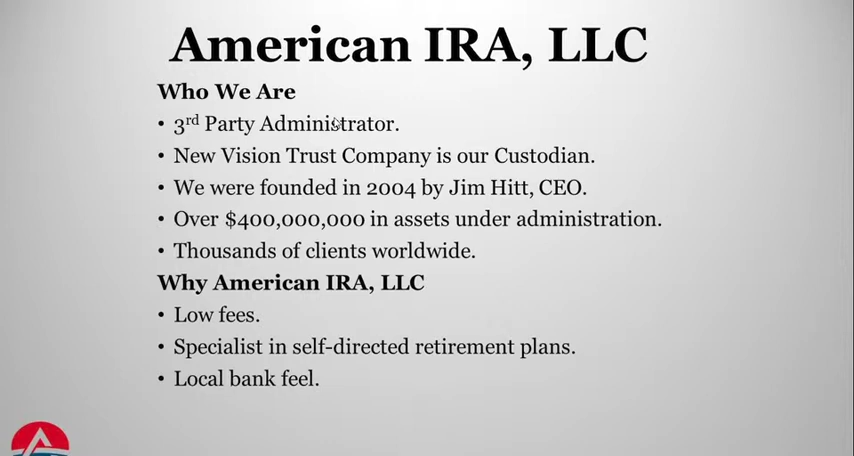 American IRA, LLC
Who We Are
• 3rd Party Administrator.
• New Vision Trust Company is our Custodian.
• We were founded in 2004 by Jim Hitt, CEO.
• Over $400,000,000 in assets under administration.
• Thousands of clients worldwide.
Why American IRA, LLC
• Low fees.
• Specialist in self-directed retirement plans.
• Local bank feel.